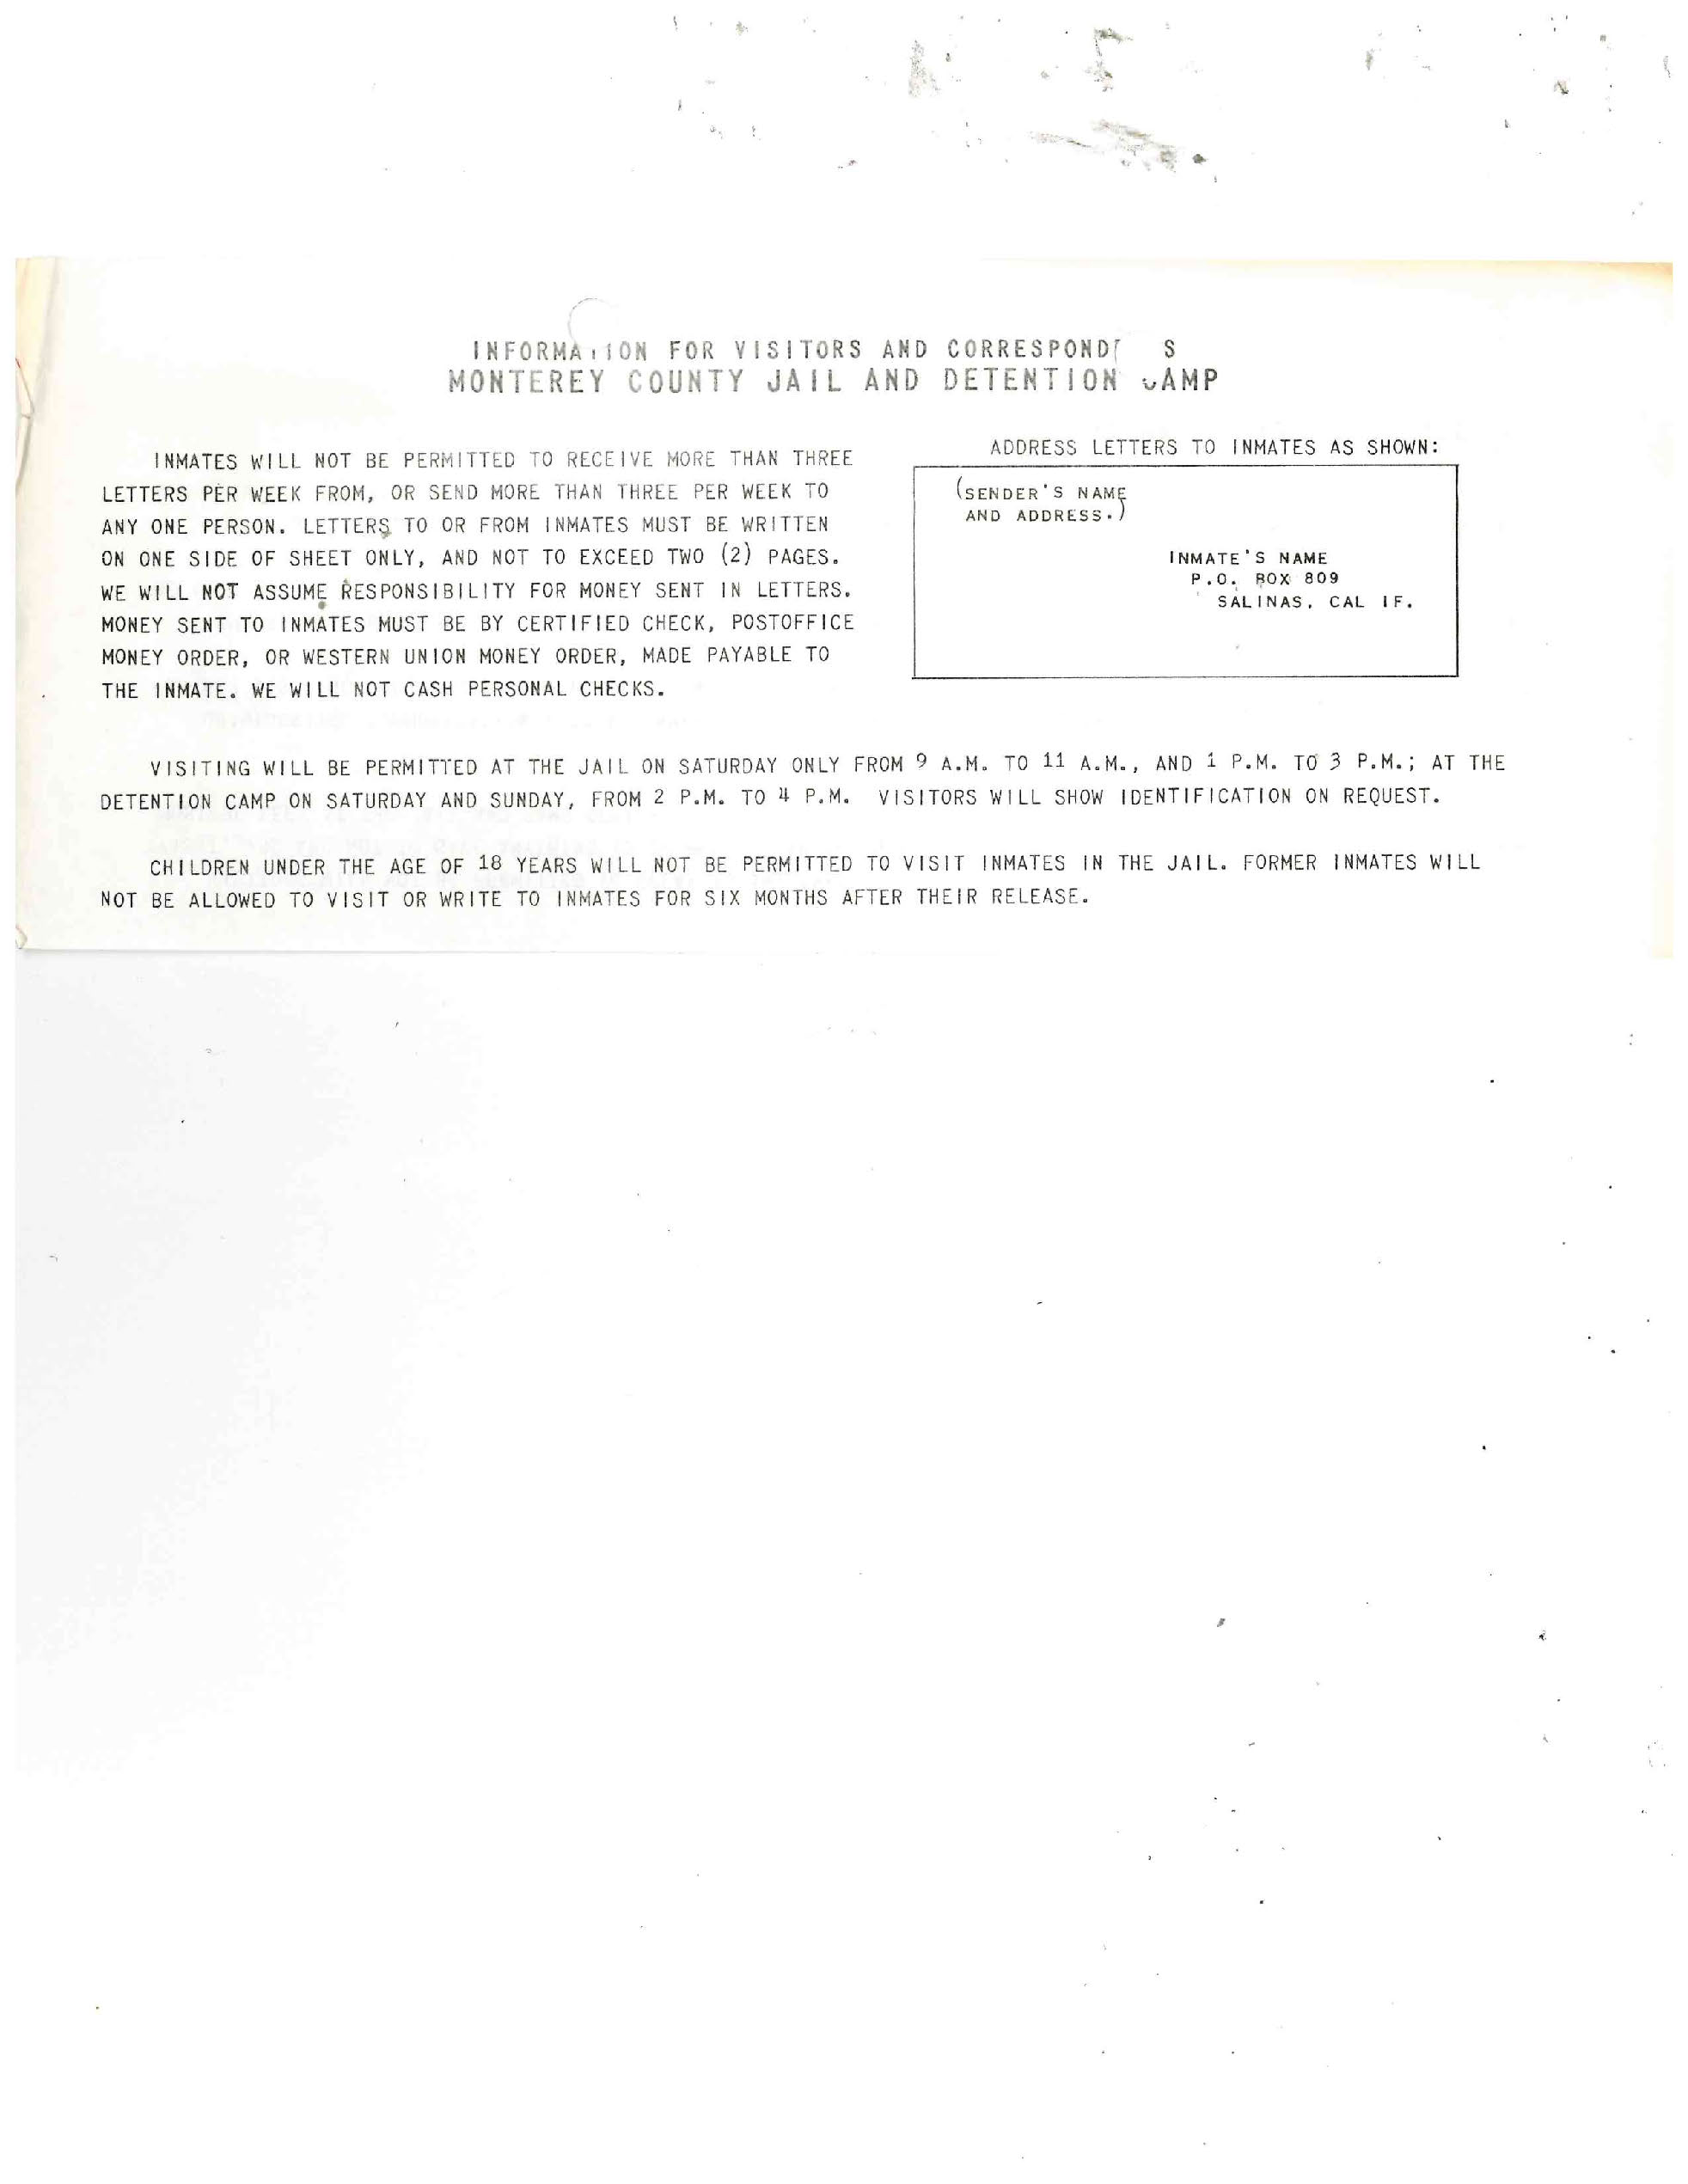 INFORMATION FOR VISITORS AND
MONTEREY COUNTY JAIL AND DETENTION CAMP
INMATES WILL NOT BE PERMITTED TO RECEIVE MORE THAN THREE
LETTERS PER WEEK FROM, OR SEND MORE THAN THREE PER WEEK TO
ANY ONE PERSON. LETTERS TO OR FROM INMATES MUST BE WRITTEN
ON ONE SIDE OF SHEET ONLY, AND NOT TO EXCEED TWO (2) PAGES.
WE WILL NOT ASSUME RESPONSIBILITY FOR MONEY SENT IN LETTERS.
MONEY SENT TO INMATES MUST BE BY CERTIFIED CHECK, POSTOFFICE
MONEY ORDER, OR WESTERN UNION MONEY ORDER, MADE PAYABLE TO
THE INMATE. WE WILL NOT CASH PERSONAL CHECKS.
ADDRESS LETTERS TO INMATES AS SHOWN:
(SENDER'S NAME
AND ADDRESS.)
INMATE'S NAME
P.O. BOX 809
SALINAS, CALIF.
VISITING WILL BE PERMITTED AT THE JAIL ON SATURDAY ONLY FROM 9 A.M. TO 11 A.M., AND 1 P.M. TO 3 P.M.; AT THE
DETENTION CAMP ON SATURDAY AND SUNDAY, FROM 2 P.M. TO 4 P.M. VISITORS WILL SHOW IDENTIFICATION ON REQUEST.
CHILDREN UNDER THE AGE OF 18 YEARS WILL NOT BE PERMITTED TO VISIT INMATES IN THE JAIL. FORMER INMATES WILL
NOT BE ALLOWED TO VISIT OR WRITE TO INMATES FOR SIX MONTHS AFTER THEIR RELEASE.